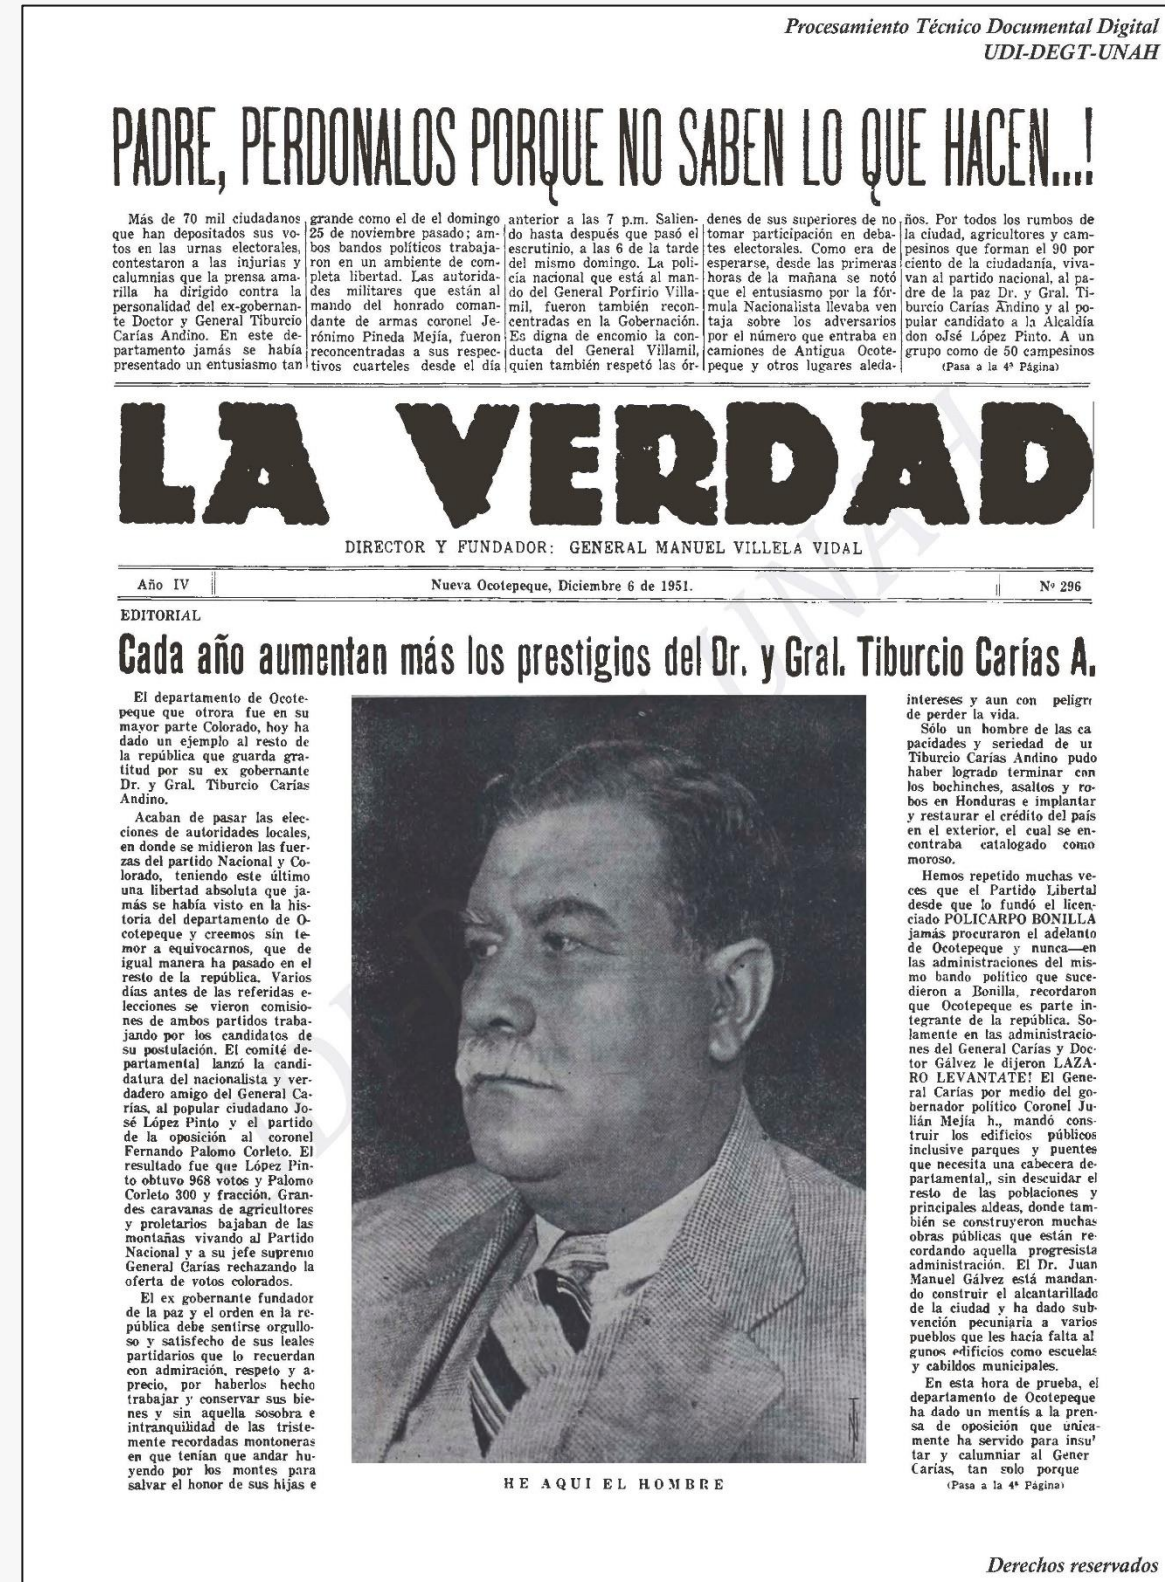 Procesamiento Técnico Documental Digital
UDI-DEGT-UNAH
PADRE, PERDONALOS PORQUE NO SABEN LO QUE HACEN...!
Más de 70 mil ciudadanos
que han depositados sus vo-
tos en las urnas electorales,
contestaron a las injurias y
calumnias que la prensa ama-
rilla ha dirigido contra la
personalidad del ex-gobernan-
te Doctor y General Tiburcio
Carías Andino. En este de-
partamento jamás se había
presentado un entusiasmo tan
grande como el de el domingo
25 de noviembre pasado; am-
bos bandos políticos trabaja-
ron en un ambiente de com-
pleta libertad. Las autorida-
des militares que están al
mando del honrado coman-
dante de armas coronel Je-
rónimo Pineda Mejía, fueron
reconcentradas a sus respec-
tivos cuarteles desde el día
anterior a las 7 p.m. Salien-
do hasta después que pasó el
escrutinio, a las 6 de la tarde
del mismo domingo. La poli-
cía nacional que está al man-
do del General Porfirio Villa-
mil, fueron también recon-
centradas en la Gobernación.
Es digna de encomio la con-
ducta del General Villamil,
quien también respetó las ór-
denes de sus superiores de no
tomar participación en deba-
tes electorales. Como era de
esperarse, desde las primeras
horas de la mañana se notó
que el entusiasmo por la fór-
mula Nacionalista llevaba ven
taja sobre los adversarios
por el número que entraba en
camiones de Antigua Ocote-
peque y otros lugares aleda-
ños. Por todos los rumbos de
la ciudad, agricultores y cam-
pesinos que forman el 90 por
ciento de la ciudadanía, viva-
van al partido nacional, al pa-
dre de la paz Dr. y Gral. Ti-
burcio Carías Andino y al po-
pular candidato a la Alcaldía
don oJsé López Pinto. A un
grupo como de 50 campesinos
(Pasa a la 4ª Página)
LA VERDAD
DIRECTOR Y FUNDADOR: GENERAL MANUEL VILLELA VIDAL
Año IV
Nueva Ocotepeque, Diciembre 6 de 1951.
Nº 296
EDITORIAL
Cada año aumentan más los prestigios del Dr. y Gral. Tiburcio Carías A.
El departamento de Ocote-
peque que otrora fue en su
mayor parte Colorado, hoy ha
dado un ejemplo al resto de
la república que guarda gra-
titud por su ex gobernante
Dr. y Gral. Tiburcio Carías
Andino.
Acaban de pasar las elec-
ciones de autoridades locales,
en donde se midieron las fuer-
zas del partido Nacional y Co-
lorado, teniendo este último
una libertad absoluta que ja-
más se había visto en la his-
toria del departamento de O-
cotepeque y creemos sin te-
mor a equivocarnos, que de
igual manera ha pasado en el
resto de la república. Varios
días antes de las referidas e-
lecciones se vieron comisio-
nes de ambos partidos traba-
jando por los candidatos de
su postulación. El comité de-
partamental lanzó la candi-
datura del nacionalista y ver-
dadero amigo del General Ca-
rías, al popular ciudadano Jo-
sé López Pinto y el partido
de la oposición al coronel
Fernando Palomo Corleto. El
resultado fue que López Pin-
to obtuvo 968 votos y Palomo
Corleto 300 y fracción. Gran-
des caravanas de agricultores
y proletarios bajaban de las
montañas vivando al Partido
Nacional y a su jefe supremo
General Carías rechazando la
oferta de votos colorados.
El ex gobernante fundador
de la paz y el orden en la re-
pública debe sentirse orgullo-
so y satisfecho de sus leales
partidarios que lo recuerdan
con admiración, respeto y a-
precio, por haberlos hecho
trabajar y conservar sus bie-
nes y sin aquella sosobra e
intranquilidad de las triste-
mente recordadas montoneras
en que tenían que andar hu-
yendo por los montes para
salvar el honor de sus hijas e
HE AQUI EL HOMBRE
intereses y aun con peligr
de perder la vida.
Sólo un hombre de las ca
pacidades y seriedad de un
Tiburcio Carías Andino pudo
haber logrado terminar con
los bochinches, asaltos y ro-
bos en Honduras e implantar
y restaurar el crédito del país
en el exterior, el cual se en-
contraba catalogado como
moroso.
Hemos repetido muchas ve-
ces que el Partido Libertal
desde que lo fundó el licen-
ciado POLICARPO BONILLA
jamás procuraron el adelanto
de Ocotepeque y nunca—en
las administraciones del mis-
mo bando político que suce-
dieron a Bonilla, recordaron
que Ocotepeque es parte in-
tegrante de la república. So-
lamente en las administracio-
nes del General Carías y Doc-
tor Gálvez le dijeron LAZA-
RO LEVANTATE! El Gene-
ral Carías por medio del go-
bernador político Coronel Ju-
lián Mejía h., mandó cons-
truir los edificios públicos
inclusive parques y puentes
que necesita una cabecera de-
partamental,, sin descuidar el
resto de las poblaciones y
principales aldeas, donde tam-
bién se construyeron muchas
obras públicas que están re-
cordando aquella progresista
administración. El Dr. Juan
Manuel Gálvez está mandan-
do construir el alcantarillado
de la ciudad y ha dado sub-
vención pecuniaria a varios
pueblos que les hacía falta al
gunos edificios como escuelas
y cabildos municipales.
En esta hora de prueba, el
departamento de Ocotepeque
ha dado un mentís a la pren-
sa de oposición que única-
mente ha servido para insu'
tar y calumniar al Gener
Carías, tan solo porque
(Pasa a la 4ª Página)
Derechos reservados